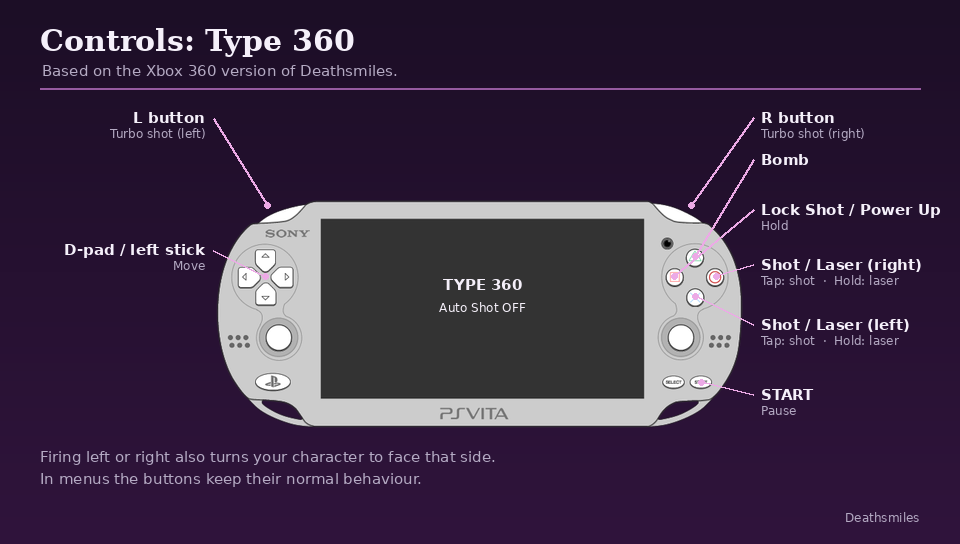 Controls: Type 360
Based on the Xbox 360 version of Deathsmiles.
L button
Turbo shot (left)
R button
Turbo shot (right)
Bomb
Lock Shot / Power Up
Hold
SONY
D-pad / left stick
Move
Shot / Laser (right)
Tap: shot · Hold: laser
TYPE 360
Auto Shot OFF
Shot / Laser (left)
Tap: shot · Hold: laser
SELECT
START
Pause
PSVITA
Firing left or right also turns your character to face that side.
In menus the buttons keep their normal behaviour.
Deathsmiles